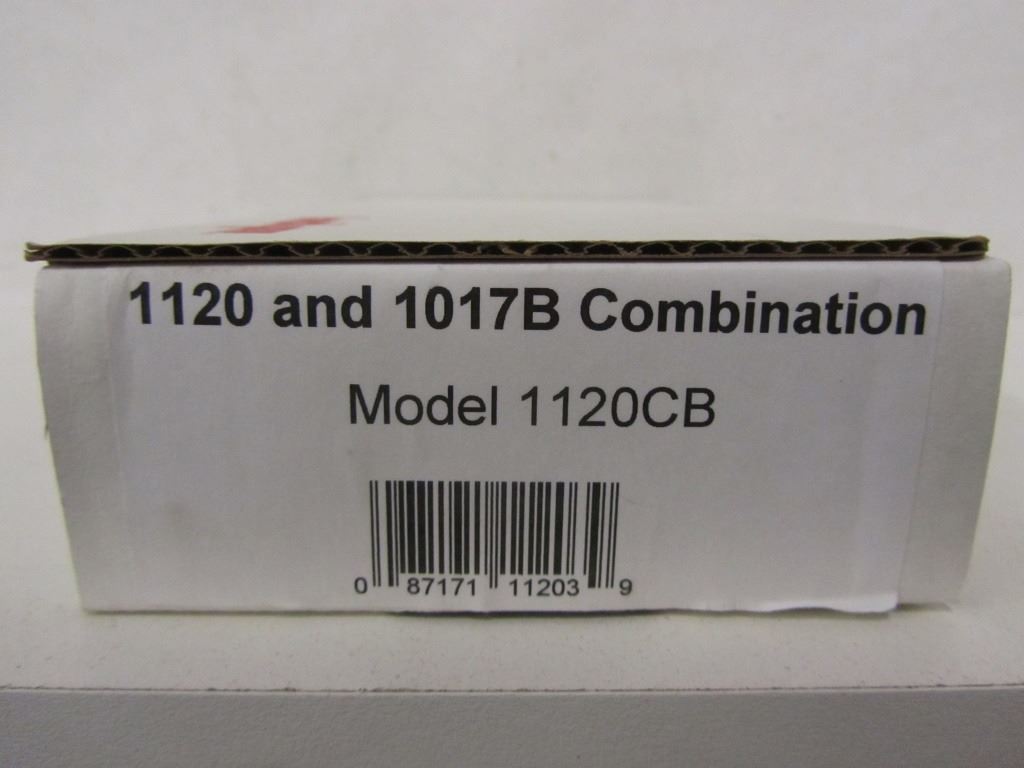 1120 and 1017B Combination
Model 1120CB
0 87171 11203 9